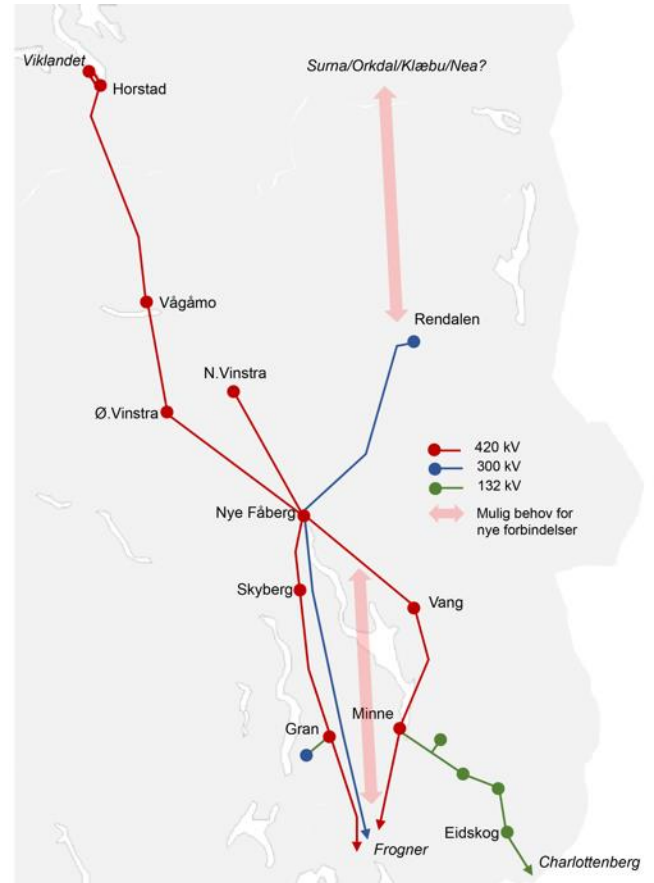 Viklandet
Surna/Orkdal/Klæbu/Nea?
Horstad
Vågåmo
Rendalen
N.Vinstra
Ø.Vinstra
420 kV
300 kV
132 kV
Mulig behov for
nye forbindelser
Nye Fåberg
Skyberg
Vang
Gran
Minne
Eidskog
Frogner
Charlottenberg